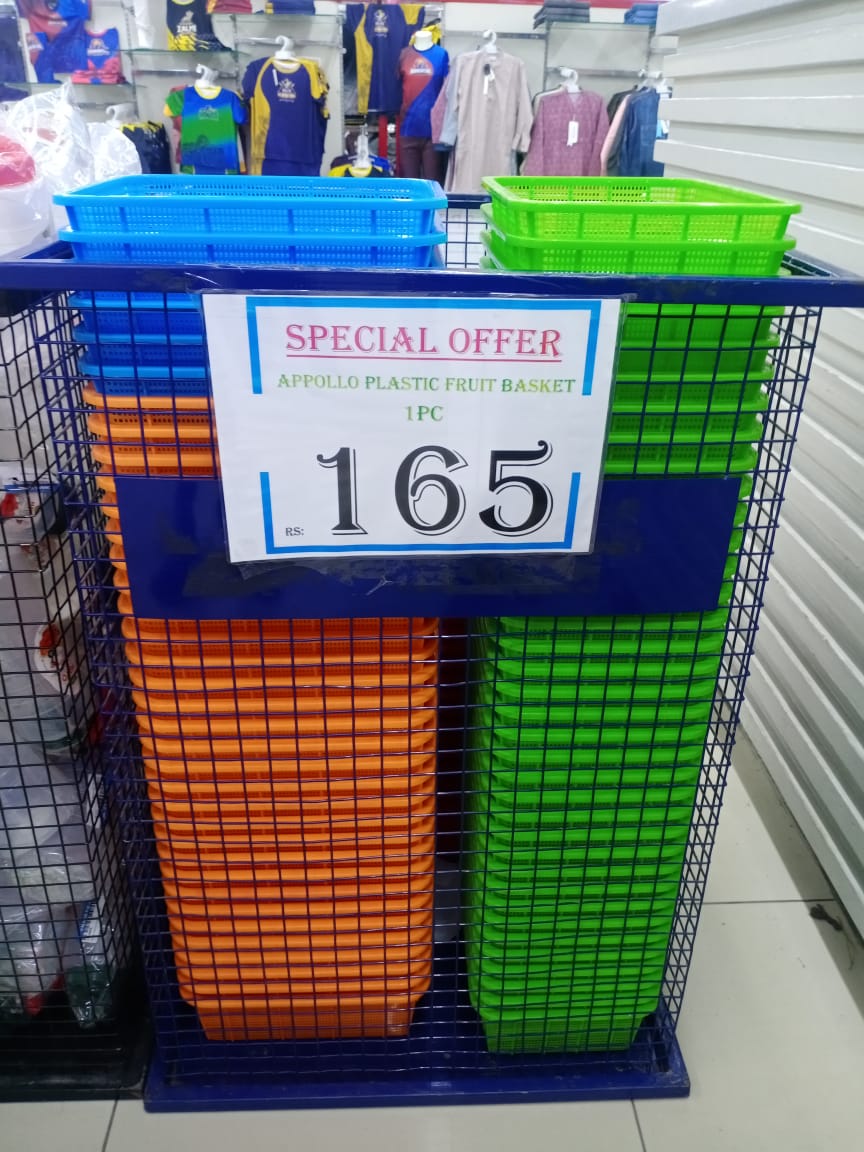 SPECIAL OFFER
APPOLLO PLASTIC FRUIT BASKET
1PC
RS: 165